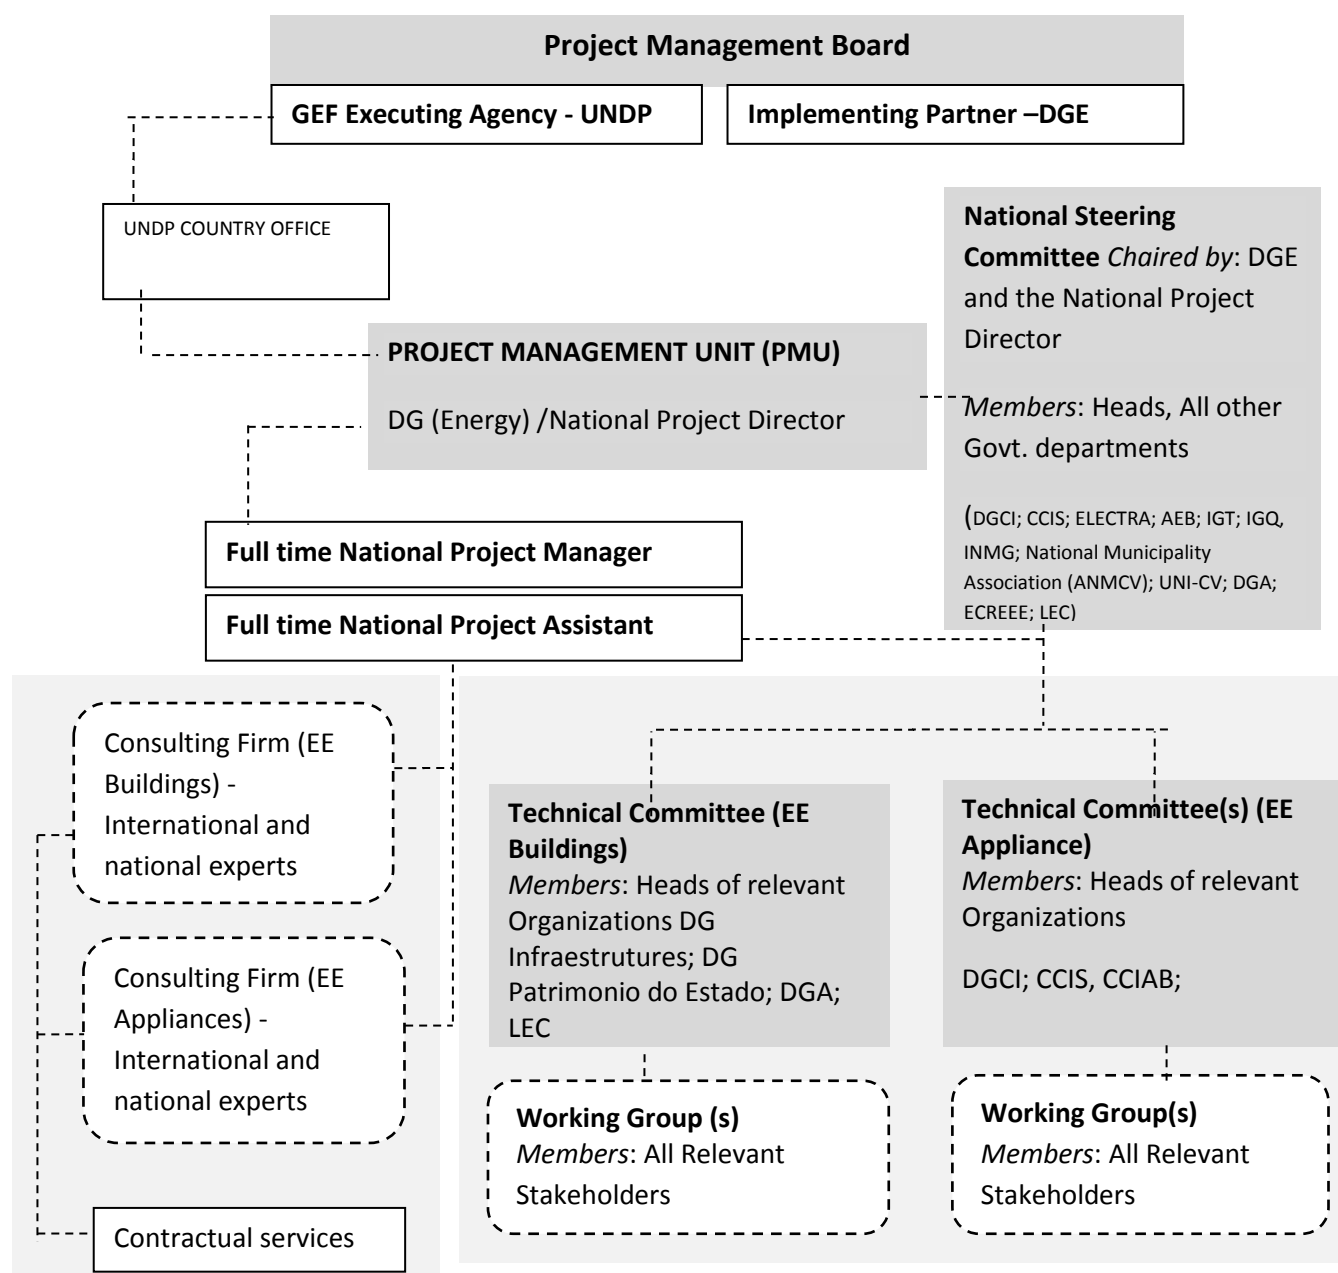 Project Management Board
GEF Executing Agency - UNDP
Implementing Partner –DGE
UNDP COUNTRY OFFICE
National Steering
Committee Chaired by: DGE
and the National Project
Director
Members: Heads, All other
Govt. departments
(DGCI; CCIS; ELECTRA; AEB; IGT; IGQ,
INMG; National Municipality
Association (ANMCV); UNI-CV; DGA;
ECREEE; LEC)
PROJECT MANAGEMENT UNIT (PMU)
DG (Energy) /National Project Director
Full time National Project Manager
Full time National Project Assistant
Consulting Firm (EE
Buildings) -
International and
national experts
Consulting Firm (EE
Appliances) -
International and
national experts
Contractual services
Technical Committee (EE
Buildings)
Members: Heads of relevant
Organizations DG
Infraestrutures; DG
Patrimonio do Estado; DGA;
LEC
Working Group (s)
Members: All Relevant
Stakeholders
Technical Committee(s) (EE
Appliance)
Members: Heads of relevant
Organizations
DGCI; CCIS, CCIAB;
Working Group(s)
Members: All Relevant
Stakeholders